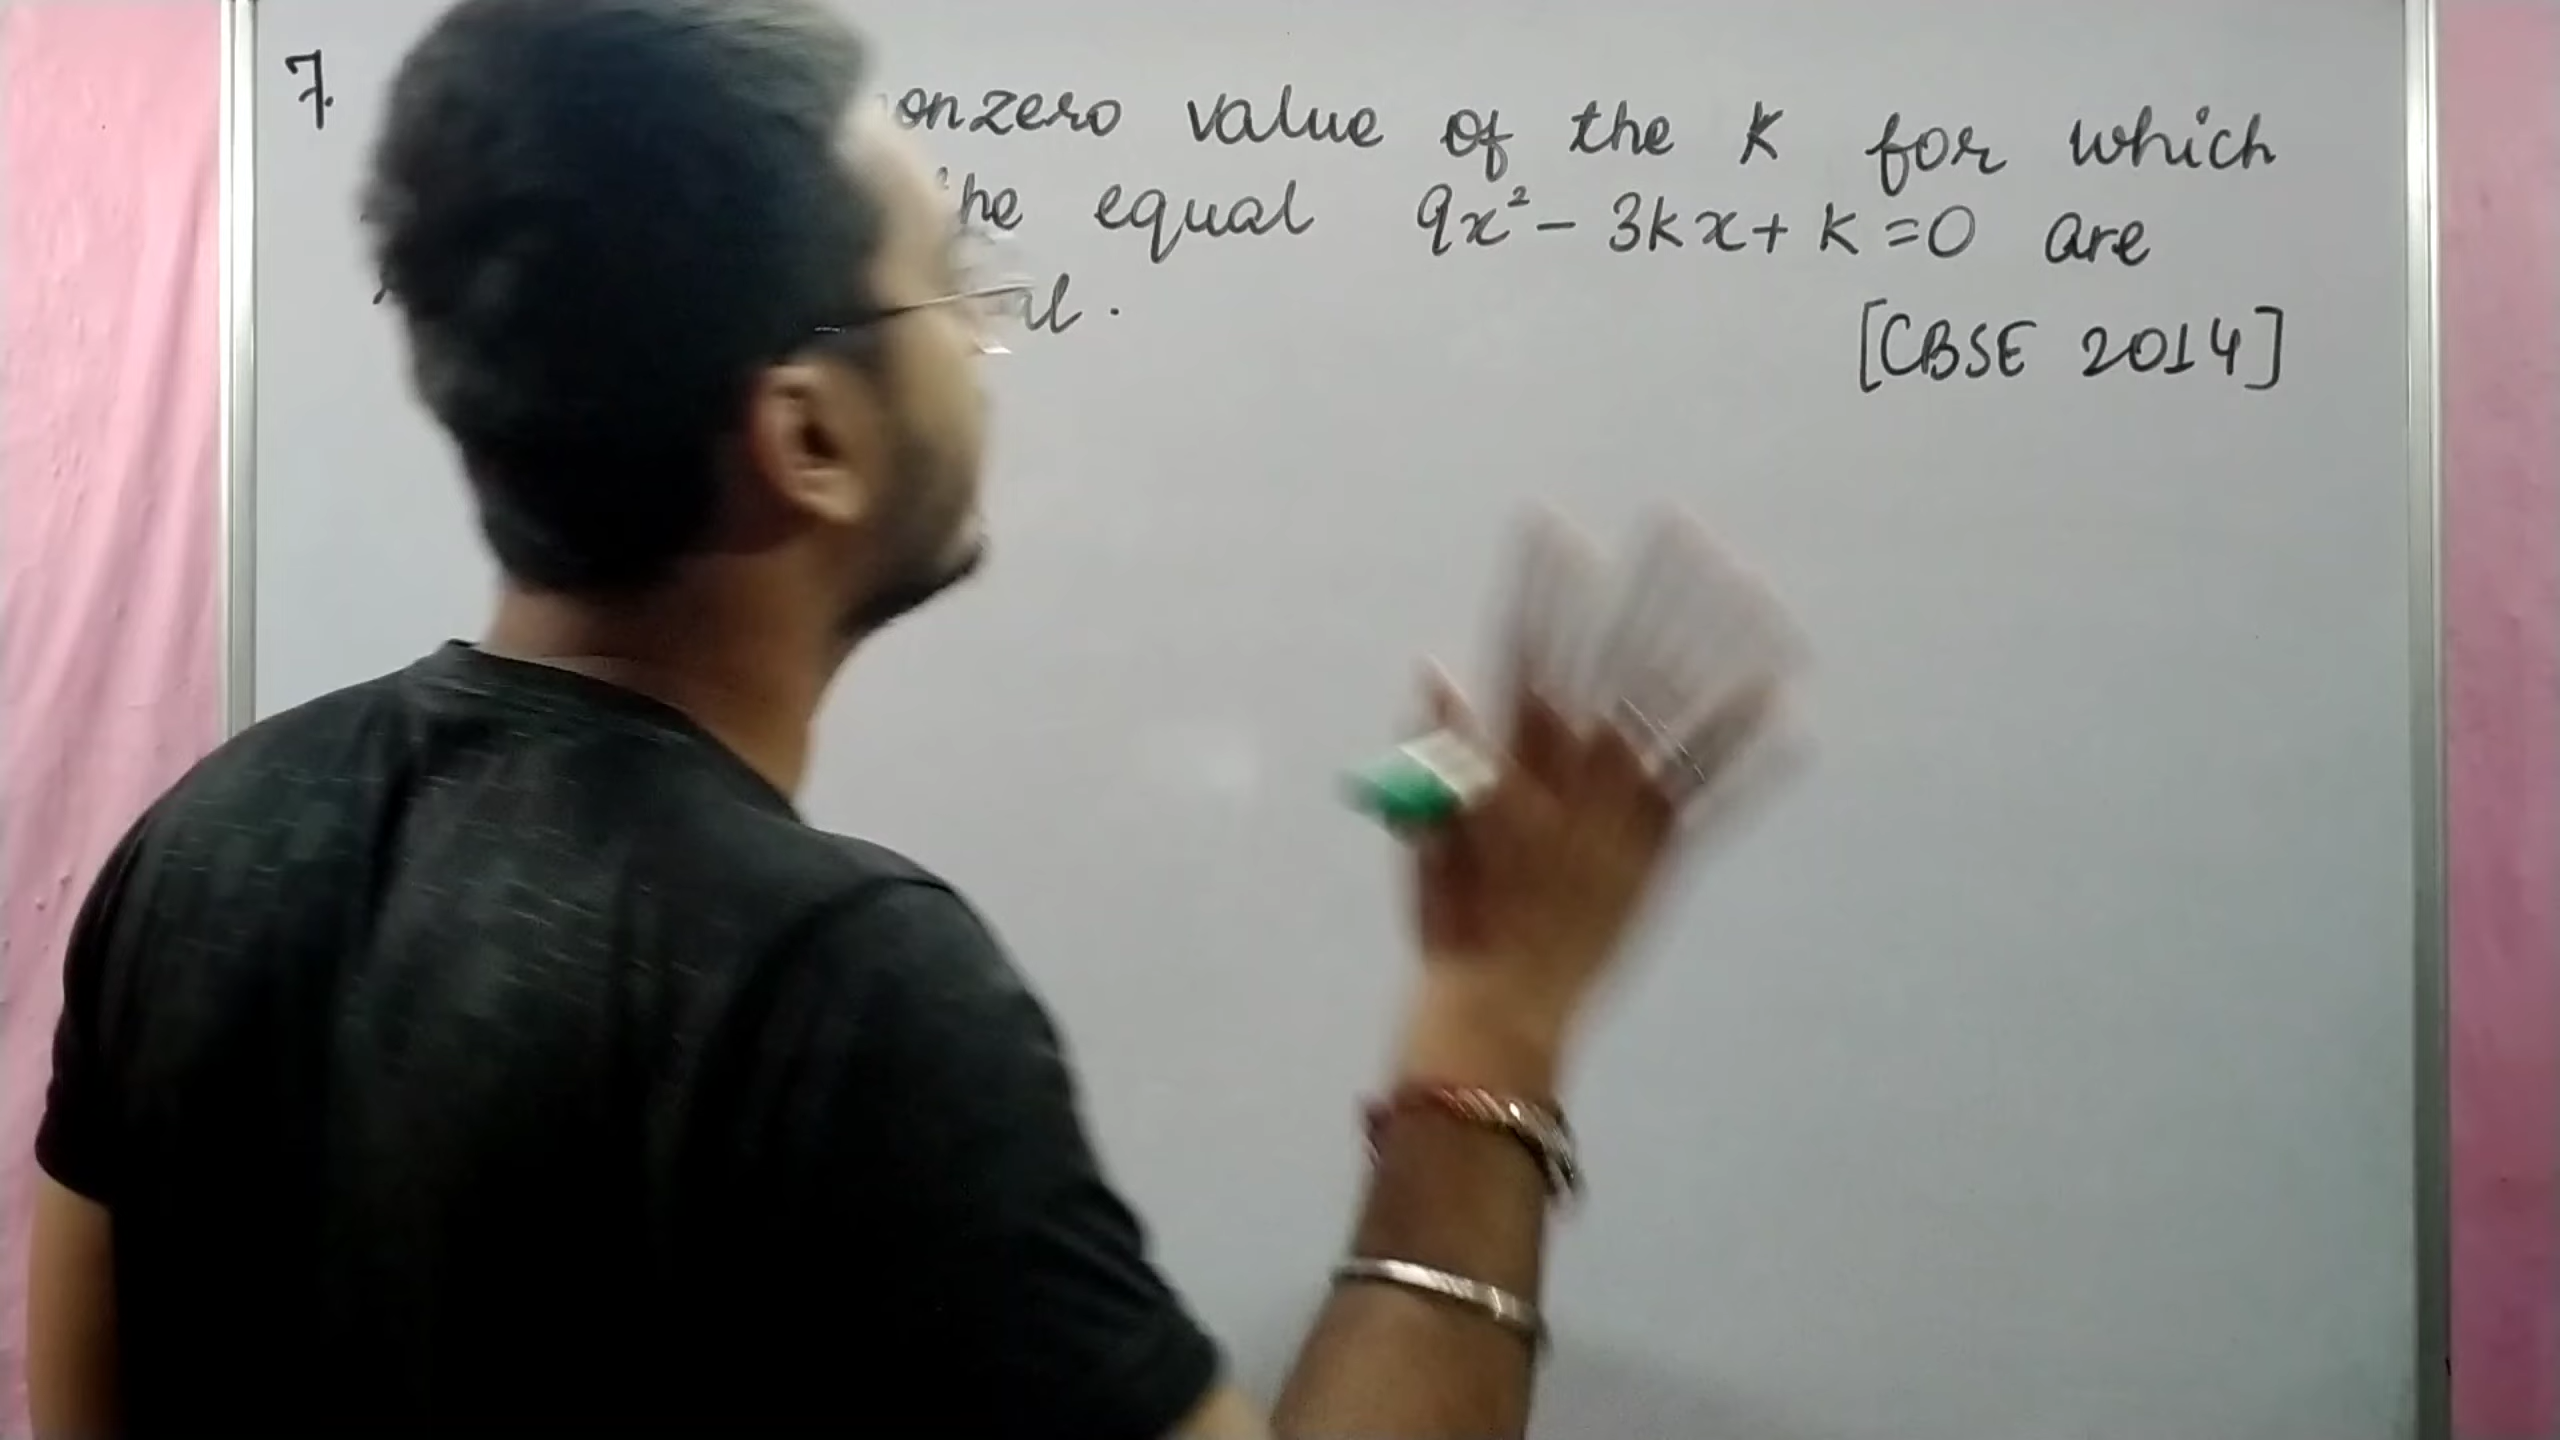 7. onzero value of the k for which
he equal 9x² - 3kx + k = 0 are
al.
[CBSE 2014]